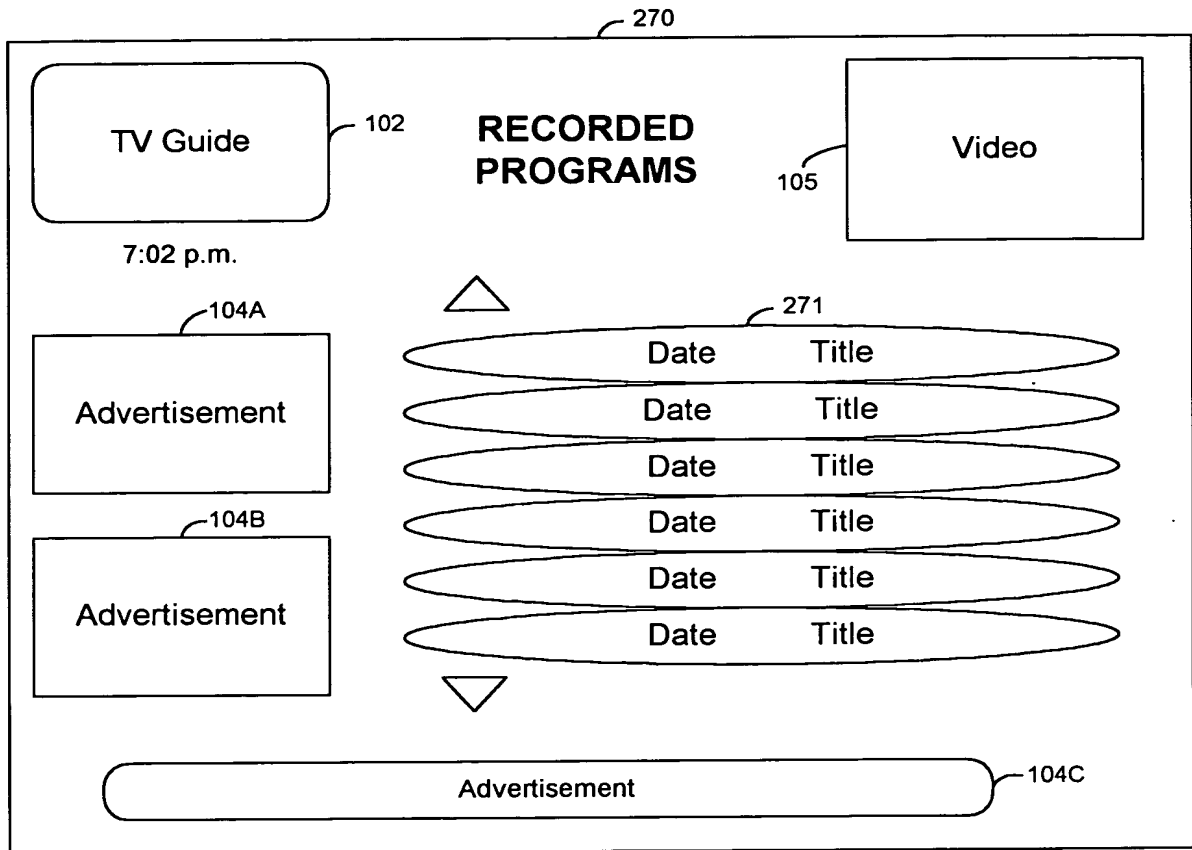 270
TV Guide
102
RECORDED
PROGRAMS
Video
105
7:02 p.m.
104A
Advertisement
271
Date Title
Date Title
Date Title
Date Title
Date Title
Date Title
104B
Advertisement
Advertisement
104C